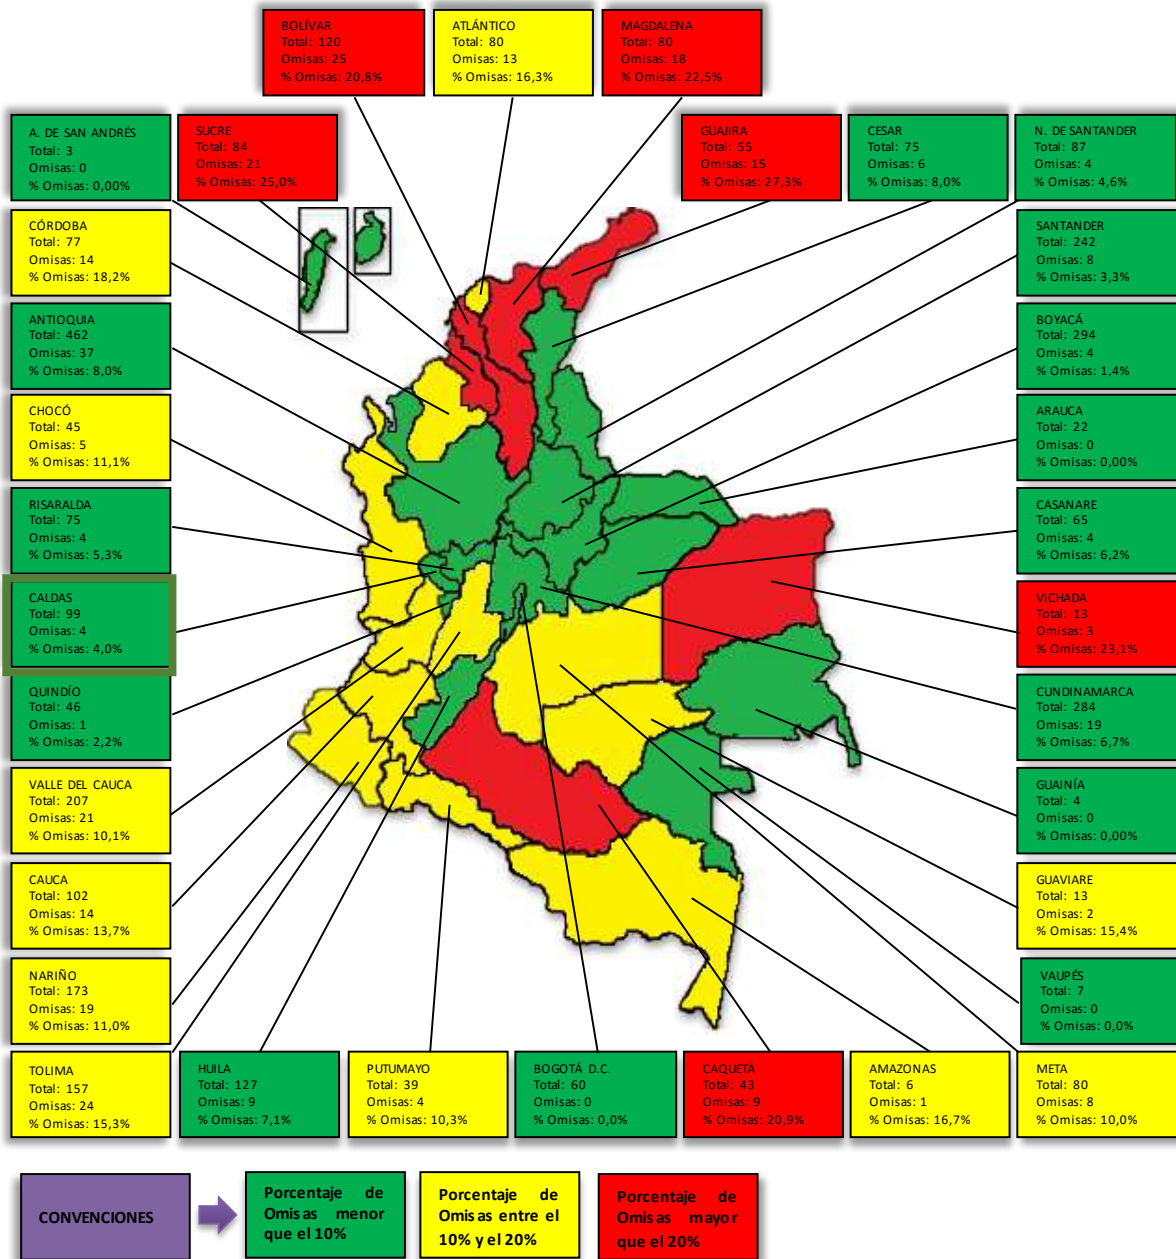 BOLÍVAR
Total: 120
Omisas: 25
% Omisas: 20,8%
ATLÁNTICO
Total: 80
Omisas: 13
% Omisas: 16,3%
MAGDALENA
Total: 80
Omisas: 18
% Omisas: 22,5%
A. DE SAN ANDRÉS
Total: 3
Omisas: 0
% Omisas: 0,00%
SUCRE
Total: 84
Omisas: 21
% Omisas: 25,0%
GUAJIRA
Total: 55
Omisas: 15
% Omisas: 27,3%
CESAR
Total: 75
Omisas: 6
% Omisas: 8,0%
N. DE SANTANDER
Total: 87
Omisas: 4
% Omisas: 4,6%
CÓRDOBA
Total: 77
Omisas: 14
% Omisas: 18,2%
SANTANDER
Total: 242
Omisas: 8
% Omisas: 3,3%
ANTIOQUIA
Total: 462
Omisas: 37
% Omisas: 8,0%
BOYACÁ
Total: 294
Omisas: 4
% Omisas: 1,4%
CHOCÓ
Total: 45
Omisas: 5
% Omisas: 11,1%
ARAUCA
Total: 22
Omisas: 0
% Omisas: 0,00%
RISARALDA
Total: 75
Omisas: 4
% Omisas: 5,3%
CASANARE
Total: 65
Omisas: 4
% Omisas: 6,2%
CALDAS
Total: 99
Omisas: 4
% Omisas: 4,0%
VICHADA
Total: 13
Omisas: 3
% Omisas: 23,1%
QUINDÍO
Total: 46
Omisas: 1
% Omisas: 2,2%
CUNDINAMARCA
Total: 284
Omisas: 19
% Omisas: 6,7%
VALLE DEL CAUCA
Total: 207
Omisas: 21
% Omisas: 10,1%
GUAINÍA
Total: 4
Omisas: 0
% Omisas: 0,00%
CAUCA
Total: 102
Omisas: 14
% Omisas: 13,7%
GUAVIARE
Total: 13
Omisas: 2
% Omisas: 15,4%
NARIÑO
Total: 173
Omisas: 19
% Omisas: 11,0%
VAUPÉS
Total: 7
Omisas: 0
% Omisas: 0,0%
TOLIMA
Total: 157
Omisas: 24
% Omisas: 15,3%
HUILA
Total: 127
Omisas: 9
% Omisas: 7,1%
PUTUMAYO
Total: 39
Omisas: 4
% Omisas: 10,3%
BOGOTÁ D.C.
Total: 60
Omisas: 0
% Omisas: 0,0%
CAQUETÁ
Total: 43
Omisas: 9
% Omisas: 20,9%
AMAZONAS
Total: 6
Omisas: 1
% Omisas: 16,7%
META
Total: 80
Omisas: 8
% Omisas: 10,0%
CONVENCIONES
Porcentaje de
Omisas menor
que el 10%
Porcentaje de
Omisas entre el
10% y el 20%
Porcentaje de
Omisas mayor
que el 20%